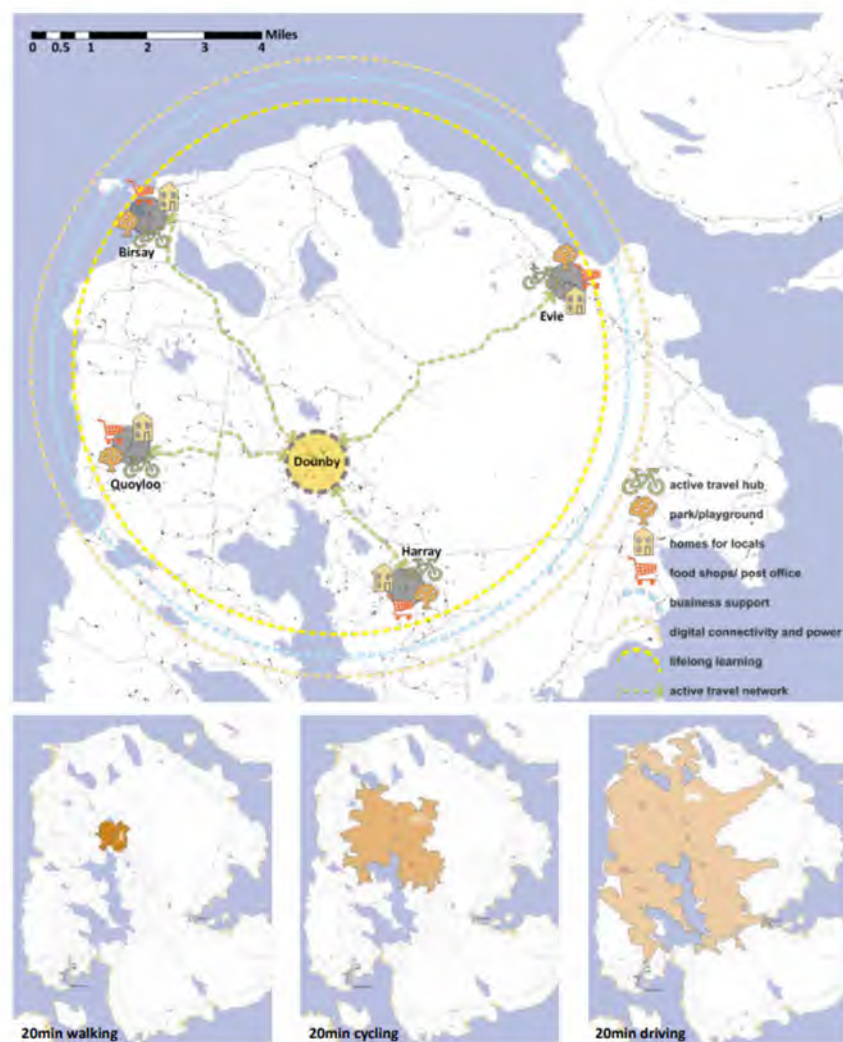 Miles
0 0.5 1 2 3 4
Birsay
Evie
Dounby
Quoyloo
Harray
active travel hub
park/playground
homes for locals
food shops/ post office
business support
digital connectivity and power
lifelong learning
active travel network
20min walking
20min cycling
20min driving